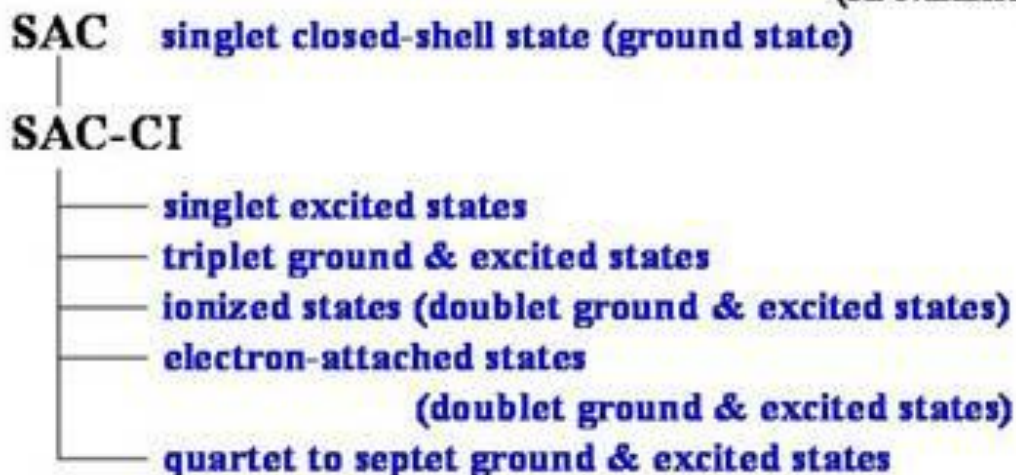 SAC singlet closed-shell state (ground state)
SAC-CI
singlet excited states
triplet ground & excited states
ionized states (doublet ground & excited states)
electron-attached states
(doublet ground & excited states)
quartet to septet ground & excited states